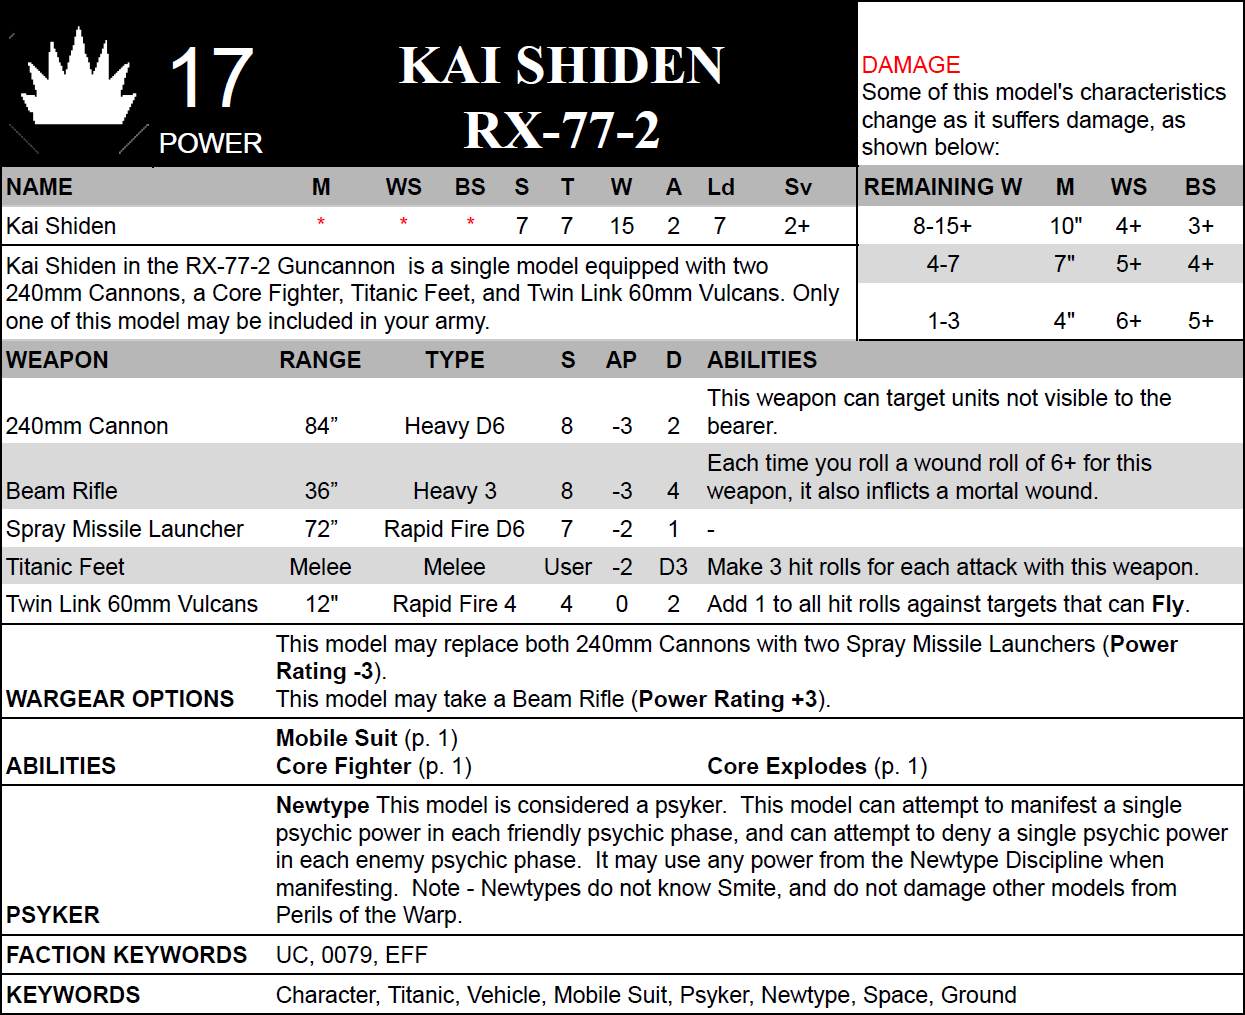 17
POWER
KAI SHIDEN
RX-77-2
DAMAGE
Some of this model's characteristics
change as it suffers damage, as
shown below:
NAME M WS BS S T W A Ld Sv
Kai Shiden * * * 7 7 15 2 7 2+
REMAINING W M WS BS
8-15+ 10" 4+ 3+
4-7 7" 5+ 4+
1-3 4" 6+ 5+
Kai Shiden in the RX-77-2 Guncannon  is a single model equipped with two
240mm Cannons, a Core Fighter, Titanic Feet, and Twin Link 60mm Vulcans. Only
one of this model may be included in your army.
WEAPON RANGE TYPE S AP D ABILITIES
This weapon can target units not visible to the
240mm Cannon 84” Heavy D6 8 -3 2 bearer.
Each time you roll a wound roll of 6+ for this
Beam Rifle 36” Heavy 3 8 -3 4 weapon, it also inflicts a mortal wound.
Spray Missile Launcher 72” Rapid Fire D6 7 -2 1 -
Titanic Feet Melee Melee User -2 D3 Make 3 hit rolls for each attack with this weapon.
Twin Link 60mm Vulcans 12" Rapid Fire 4 4 0 2 Add 1 to all hit rolls against targets that can Fly.
This model may replace both 240mm Cannons with two Spray Missile Launchers (Power
Rating -3).
WARGEAR OPTIONS This model may take a Beam Rifle (Power Rating +3).
Mobile Suit (p. 1)
ABILITIES Core Fighter (p. 1) Core Explodes (p. 1)
Newtype This model is considered a psyker.  This model can attempt to manifest a single
psychic power in each friendly psychic phase, and can attempt to deny a single psychic power
in each enemy psychic phase.  It may use any power from the Newtype Discipline when
manifesting.  Note - Newtypes do not know Smite, and do not damage other models from
PSYKER Perils of the Warp.
FACTION KEYWORDS UC, 0079, EFF
KEYWORDS Character, Titanic, Vehicle, Mobile Suit, Psyker, Newtype, Space, Ground